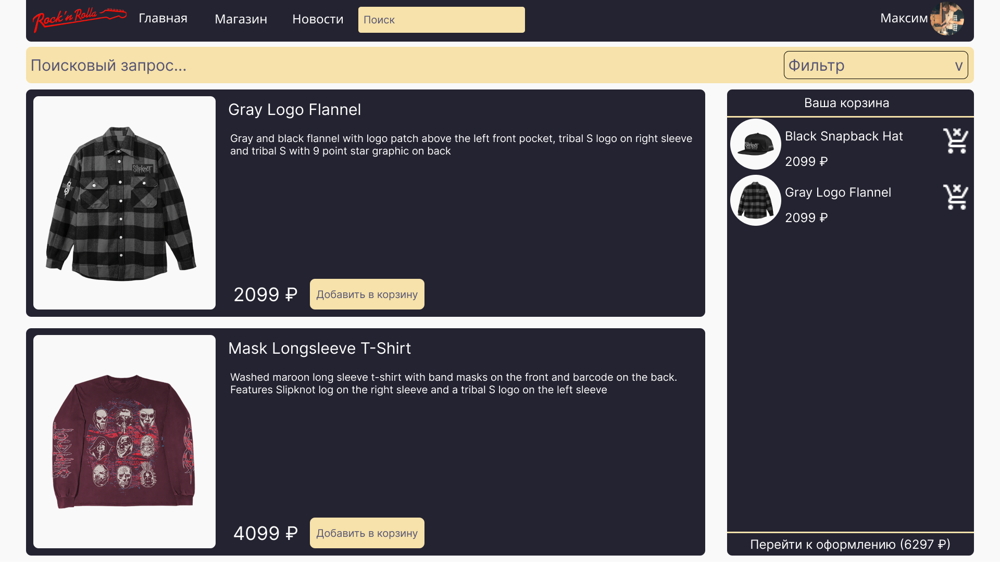 Rock'n Rolla
Главная
Магазин
Новости
Поиск
Максим
Поисковый запрос...
Фильтр
v
Gray Logo Flannel
Gray and black flannel with logo patch above the left front pocket, tribal S logo on right sleeve
and tribal S with 9 point star graphic on back
Slipknot
2099 ₽
Добавить в корзину
Mask Longsleeve T-Shirt
Washed maroon long sleeve t-shirt with band masks on the front and barcode on the back.
Features Slipknot log on the right sleeve and a tribal S logo on the left sleeve
Slipknot
4099 ₽
Добавить в корзину
Ваша корзина
Slipknot
Black Snapback Hat
2099 ₽
Gray Logo Flannel
2099 ₽
Перейти к оформлению (6297 ₽)